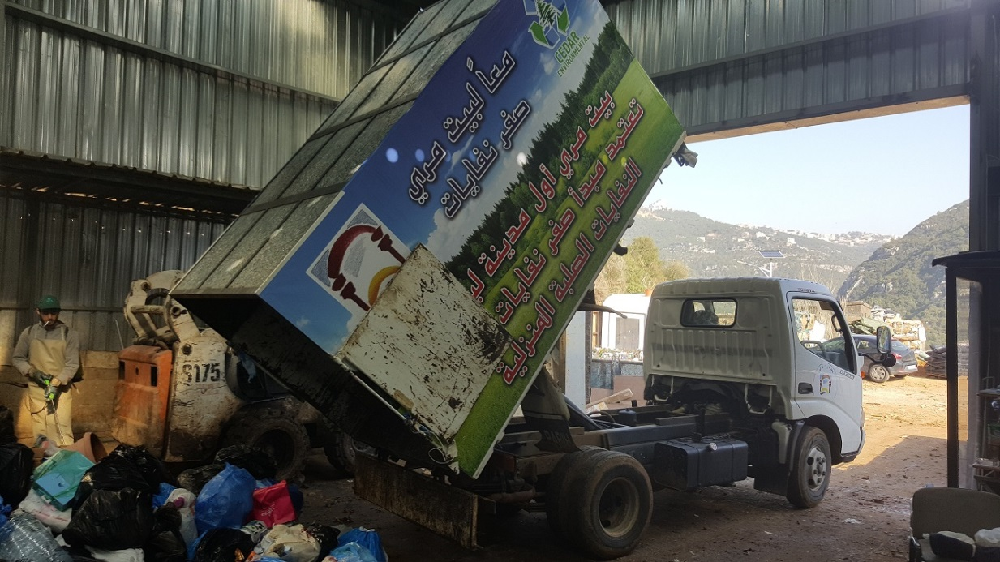 CEDAR
ENVIRONMENTAL
معاً لبيت مري
صفر نفايات
بيت مري أول مدينة
تعتمد مبدأ صفر نفايات
النفايات الصلبة المنزلية
S175
TOYOTA